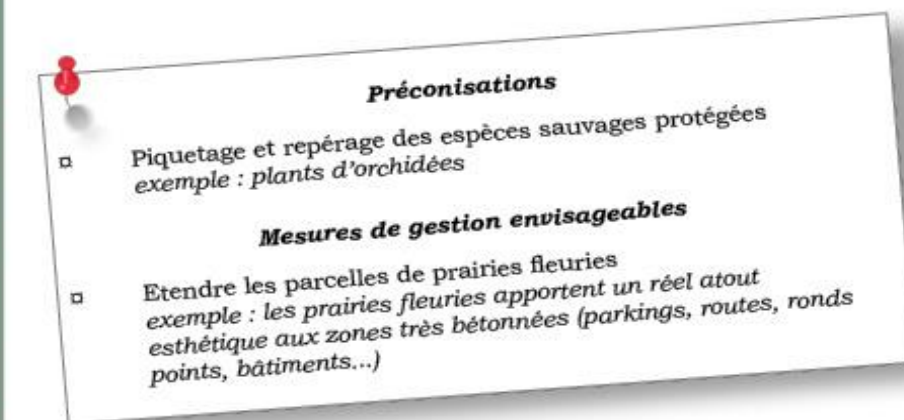 Préconisations
¤ Piquetage et repérage des espèces sauvages protégées
exemple : plants d'orchidées
Mesures de gestion envisageables
¤ Etendre les parcelles de prairies fleuries
exemple : les prairies fleuries apportent un réel atout
esthétique aux zones très bétonnées (parkings, routes, ronds
points, bâtiments...)